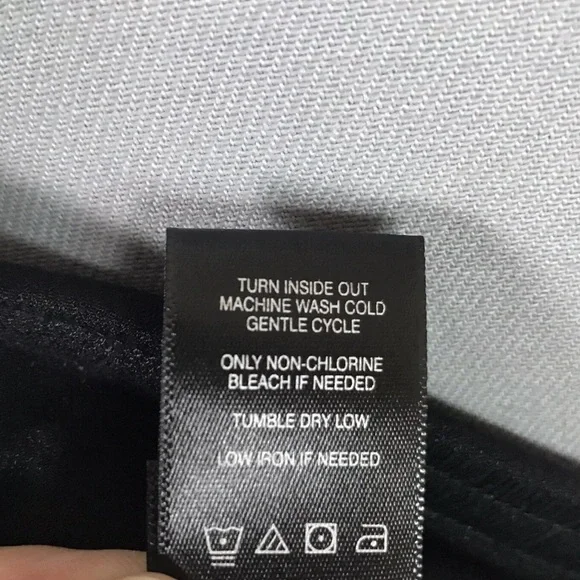 TURN INSIDE OUT
MACHINE WASH COLD
GENTLE CYCLE
ONLY NON-CHLORINE
BLEACH IF NEEDED
TUMBLE DRY LOW
LOW IRON IF NEEDED